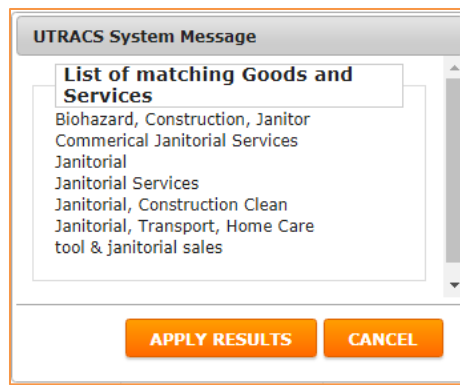 UTRACS System Message
List of matching Goods and
Services
Biohazard, Construction, Janitor
Commerical Janitorial Services
Janitorial
Janitorial Services
Janitorial, Construction Clean
Janitorial, Transport, Home Care
tool & janitorial sales
APPLY RESULTS
CANCEL